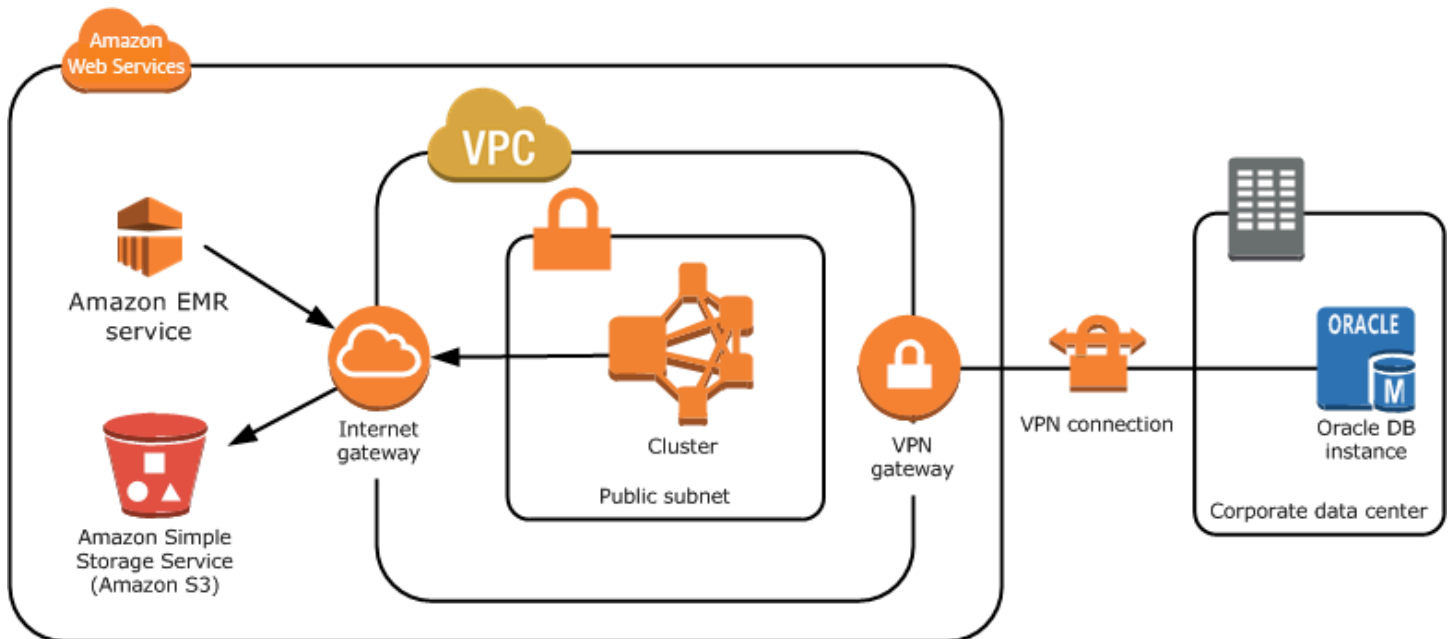 Amazon
Web Services
VPC
Amazon EMR
service
Internet
gateway
Amazon Simple
Storage Service
(Amazon S3)
Cluster
Public subnet
VPN
gateway
VPN connection
ORACLE
M
Oracle DB
instance
Corporate data center